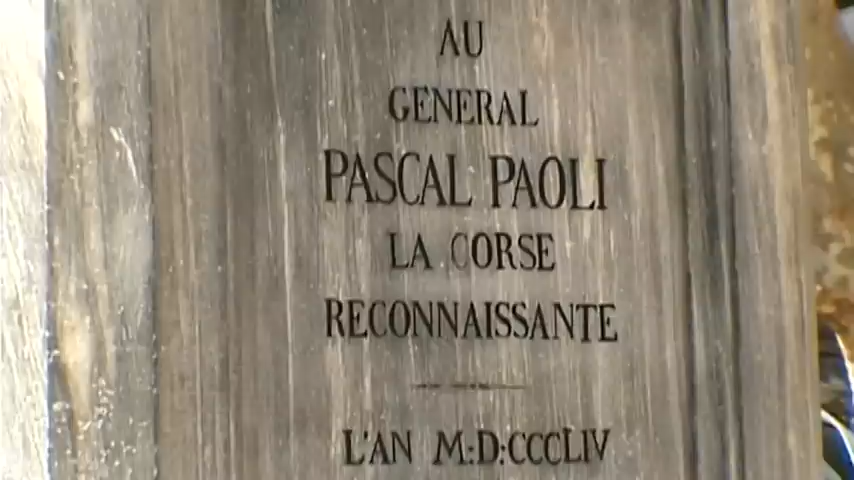 AU
GENERAL
PASCAL PAOLI
LA CORSE
RECONNAISSANTE
L'AN M:D:CCCLIV